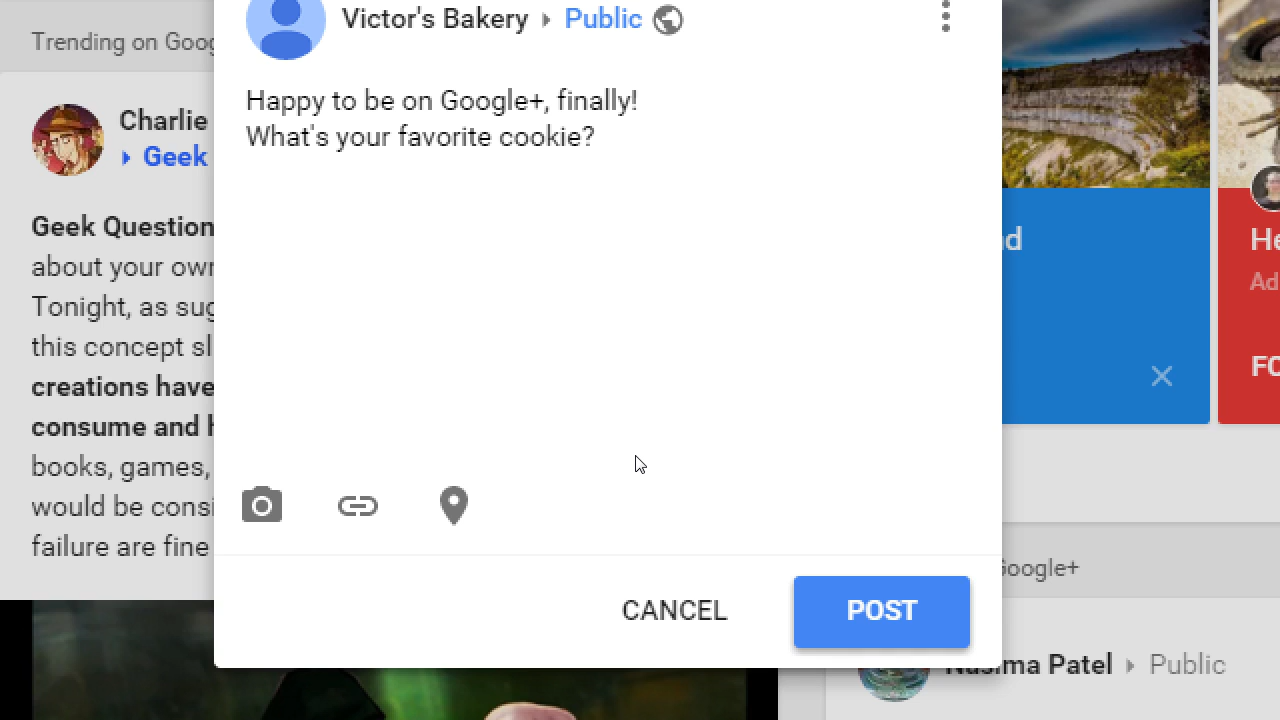 Trending on Goog
Charlie
Geek
Geek Question
about your own
Tonight, as sug
this concept sl
creations have
consume and h
books, games,
would be consi
failure are fine
Victor's Bakery Public
Happy to be on Google+, finally!
What's your favorite cookie?
CANCEL POST
nd
He
Ad
FO
Google+
Nasima Patel Public